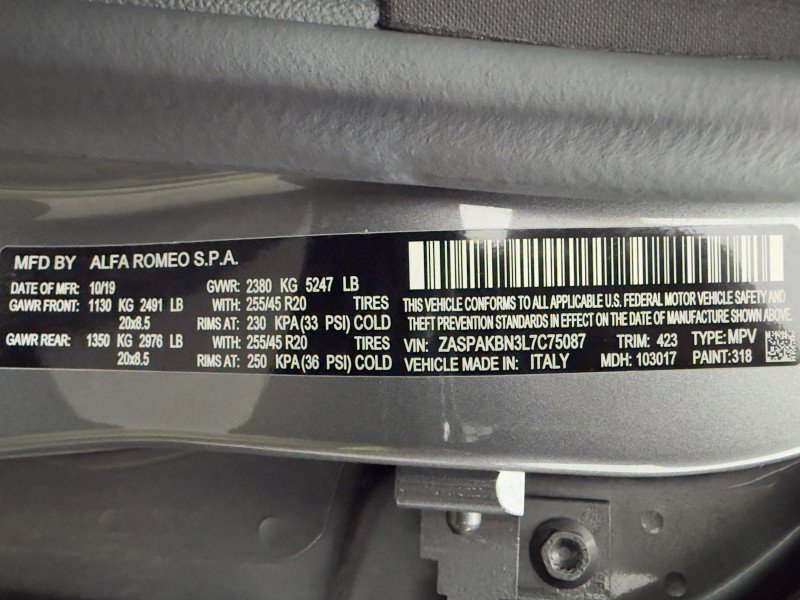 MFD BY ALFA ROMEO S.P.A.
DATE OF MFR: 10/19 GVWR: 2380 KG 5247 LB
GAWR FRONT: 1130 KG 2491 LB WITH: 255/45 R20 TIRES
20x8.5 RIMS AT: 230 KPA (33 PSI) COLD
GAWR REAR: 1350 KG 2976 LB WITH: 255/45 R20 TIRES
20x8.5 RIMS AT: 250 KPA (36 PSI) COLD
THIS VEHICLE CONFORMS TO ALL APPLICABLE U.S. FEDERAL MOTOR VEHICLE SAFETY AND
THEFT PREVENTION STANDARDS IN EFFECT ON THE DATE OF MANUFACTURE SHOWN ABOVE.
VIN: ZASPAKBN3L7C75087 TRIM: 423 TYPE: MPV
VEHICLE MADE IN: ITALY MDH: 103017 PAINT: 318